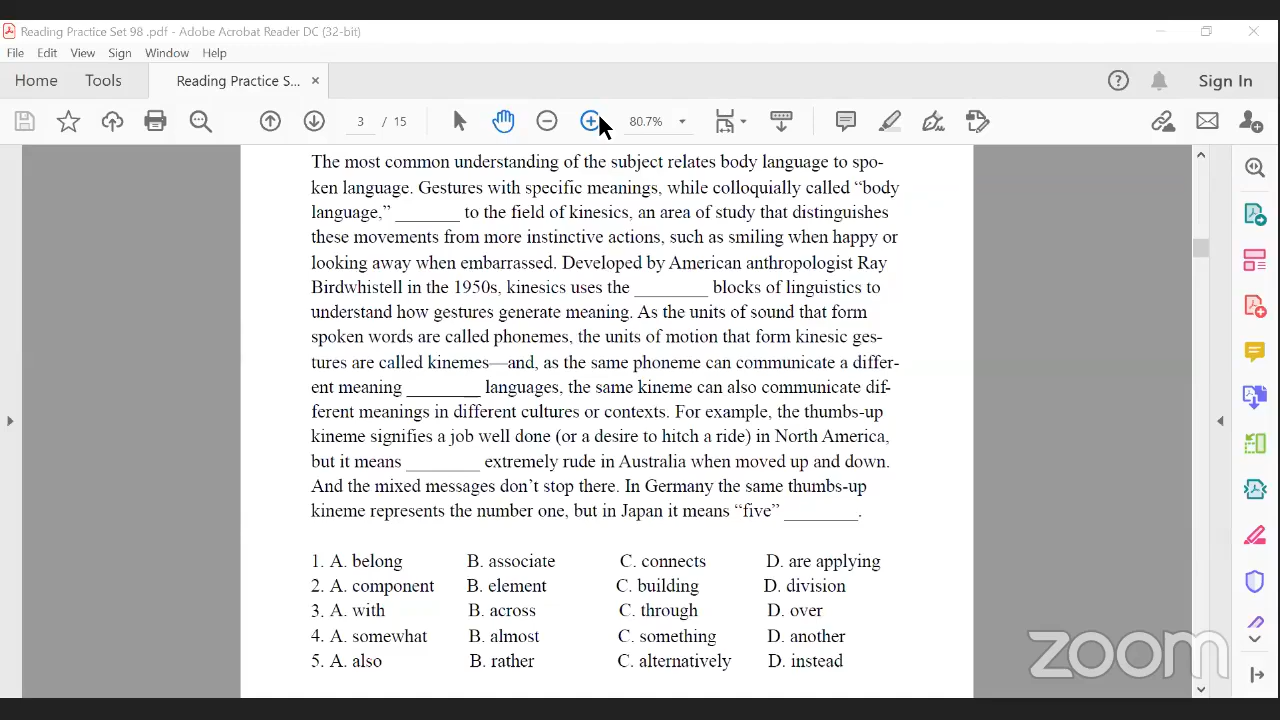 Reading Practice Set 98 .pdf - Adobe Acrobat Reader DC (32-bit)
File Edit View Sign Window Help
Home Tools Reading Practice S... × Sign In
3 / 15 80.7%
The most common understanding of the subject relates body language to spo-
ken language. Gestures with specific meanings, while colloquially called “body
language,” _______ to the field of kinesics, an area of study that distinguishes
these movements from more instinctive actions, such as smiling when happy or
looking away when embarrassed. Developed by American anthropologist Ray
Birdwhistell in the 1950s, kinesics uses the ________ blocks of linguistics to
understand how gestures generate meaning. As the units of sound that form
spoken words are called phonemes, the units of motion that form kinesic ges-
tures are called kinemes—and, as the same phoneme can communicate a differ-
ent meaning ________ languages, the same kineme can also communicate dif-
ferent meanings in different cultures or contexts. For example, the thumbs-up
kineme signifies a job well done (or a desire to hitch a ride) in North America,
but it means ________ extremely rude in Australia when moved up and down.
And the mixed messages don’t stop there. In Germany the same thumbs-up
kineme represents the number one, but in Japan it means “five” ________.
1. A. belong B. associate C. connects D. are applying
2. A. component B. element C. building D. division
3. A. with B. across C. through D. over
4. A. somewhat B. almost C. something D. another
5. A. also B. rather C. alternatively D. instead
zoom